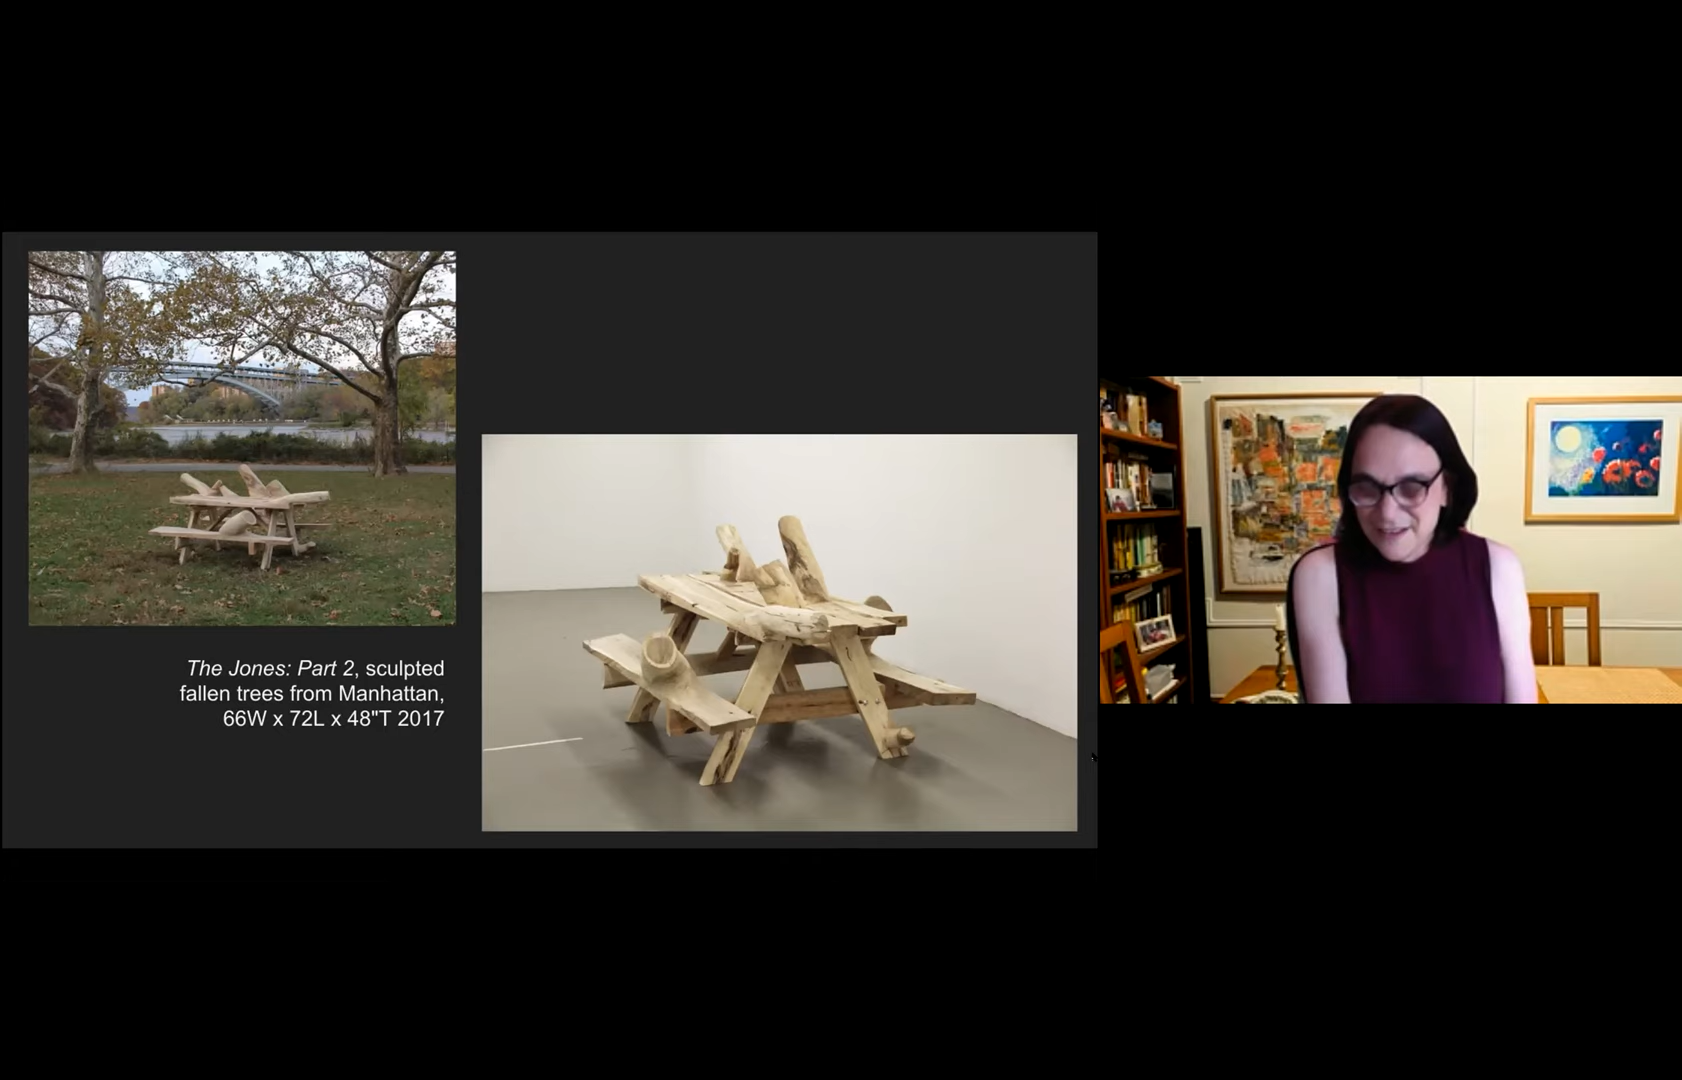 The Jones: Part 2, sculpted
fallen trees from Manhattan,
66W x 72L x 48"T 2017